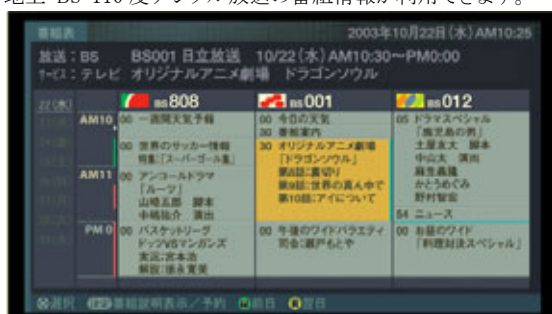 地上・BS・110度デジタル放送の番組情報が利用できます。
番組表 2003年10月22日(水)AM10:25
放送:BS BS001 日立放送 10/22(水)AM10:30〜PM0:00
サービス:テレビ オリジナルアニメ劇場 ドラゴンソウル
22(水) BS808 BS001 BS012
AM10 00 一週間天気予報 00 今日の天気 05 ドラマスペシャル
30 番組案内 「鹿児島の男」
00 世界のサッカー情報 30 オリジナルアニメ劇場 土屋友大 脚本
特集:「スーパーゴール集」 「ドラゴンソウル」 中山太 演出
AM11 00 アンコールドラマ 第8話:裏切り 麻生義隆
「ルーツ」 第9話:世界の真ん中で かとうめぐみ
山崎五郎 脚本 第10話:アイについて 野村智宏
中嶋祐介 演出 54 ニュース
PM 0 00 バスケットリーグ 00 午後のワイドバラエティ 00 お昼のワイド
ドッツVSマンガンズ 司会:瀬戸もとや 「料理対決スペシャル」
実況:宮本浩
解説:徳永寛美
選択 番組説明表示/予約 前日 翌日